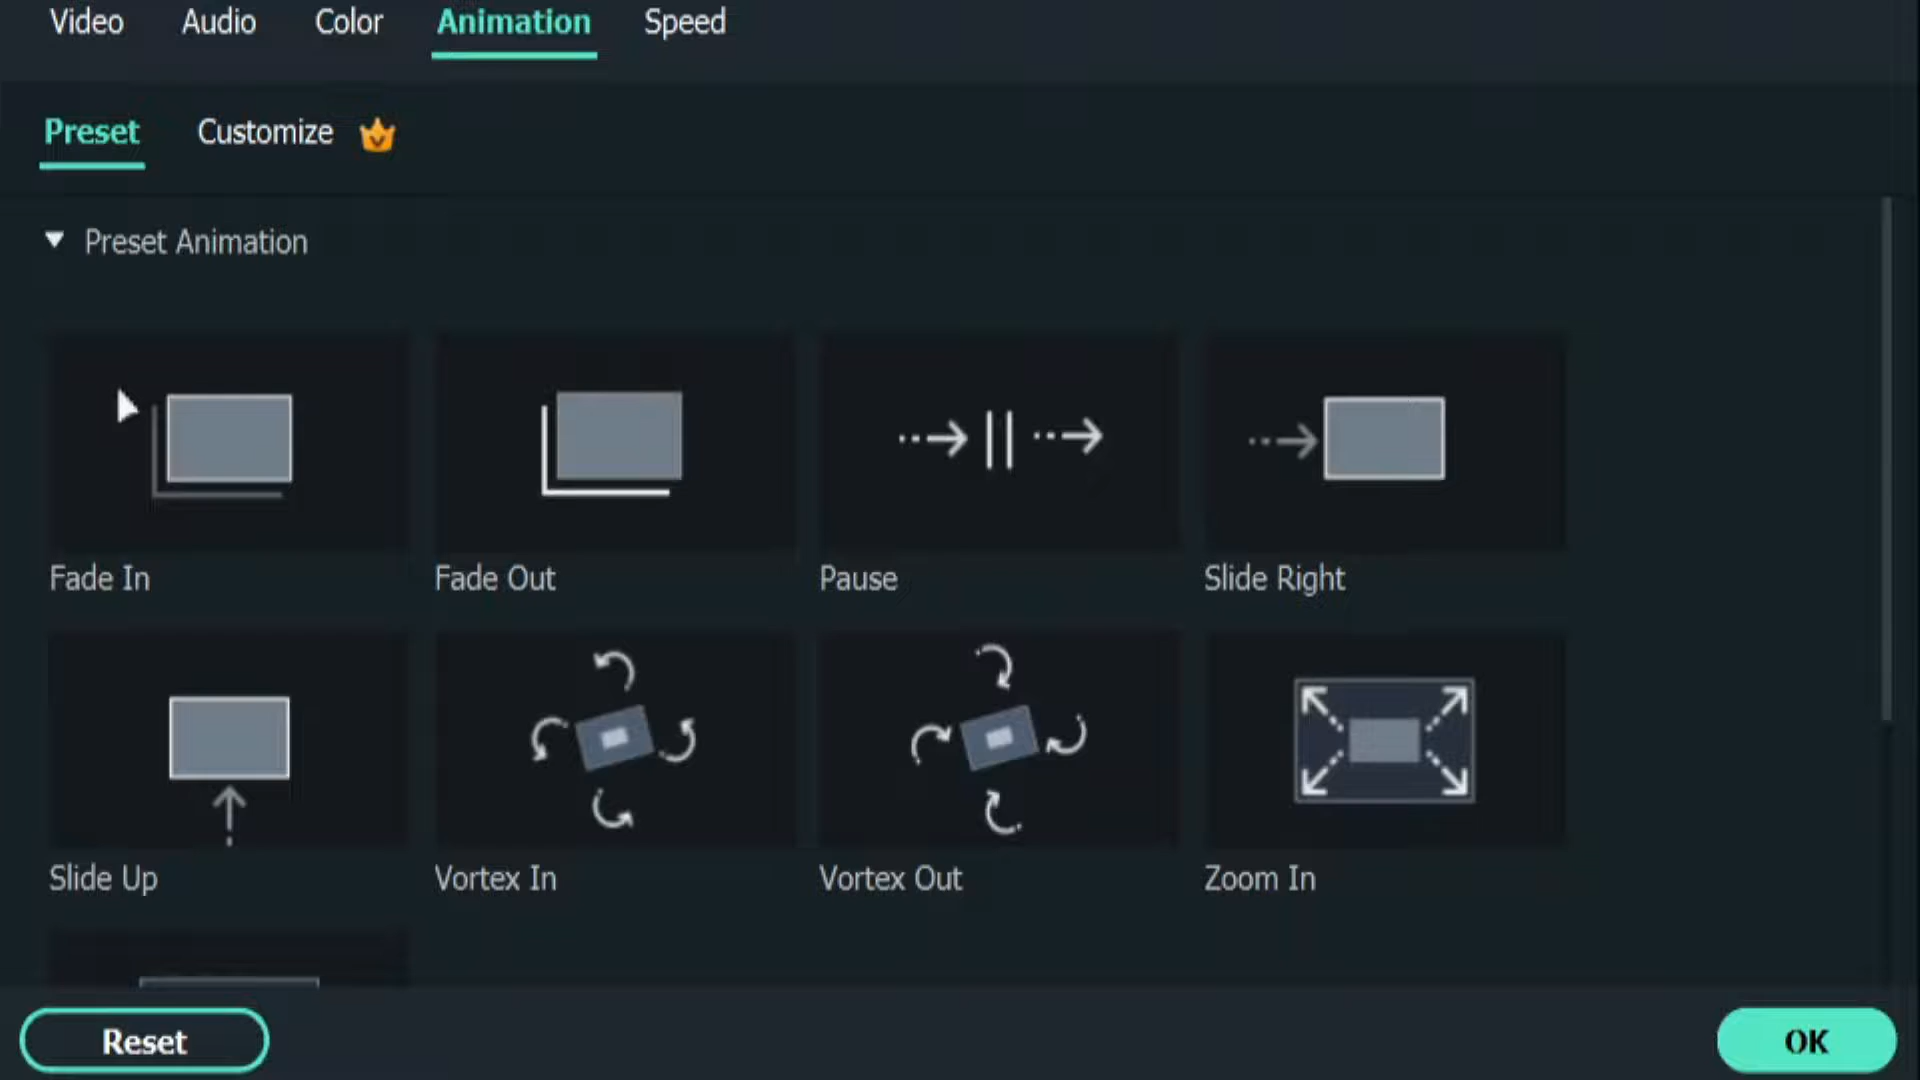 Video Audio Color Animation Speed
Preset Customize
Preset Animation
Fade In Fade Out Pause Slide Right
Slide Up Vortex In Vortex Out Zoom In
Reset OK